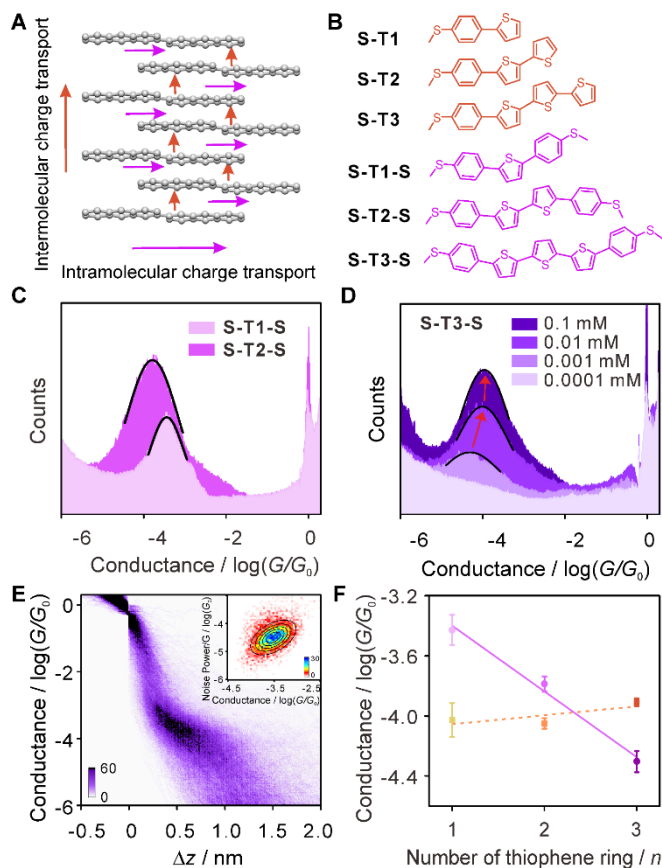 A
Intermolecular charge transport
Intramolecular charge transport
B
S-T1
S-T2
S-T3
S-T1-S
S-T2-S
S-T3-S
C
S-T1-S
S-T2-S
Counts
-6 -4 -2 0
Conductance / log(G/G₀)
D
S-T3-S
0.1 mM
0.01 mM
0.001 mM
0.0001 mM
Counts
-6 -4 -2 0
Conductance / log(G/G₀)
E
Conductance / log(G/G₀)
0
-2
-4
-6
60
0
-0.5 0 0.5 1.0 1.5 2.0
Δz / nm
Noise Power/G / log(G₀)
-3
-4
-5
-6
30
0
-4.5 -3.5 -2.5
Conductance / log(G/G₀)
F
Conductance / log(G/G₀)
-3.2
-3.6
-4.0
-4.4
1 2 3
Number of thiophene ring / n